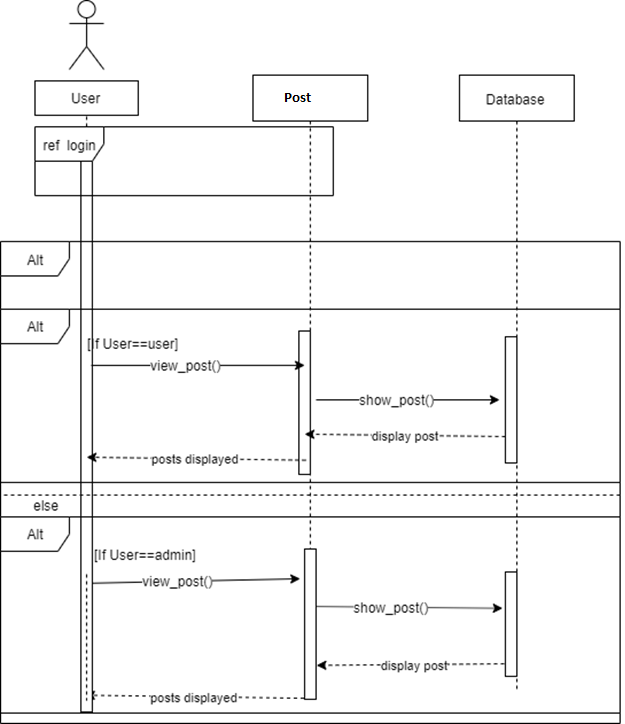 User
Post
Database
ref login
Alt
Alt
[If User==user]
view_post()
show_post()
display post
posts displayed
else
Alt
[If User==admin]
view_post()
show_post()
display post
posts displayed